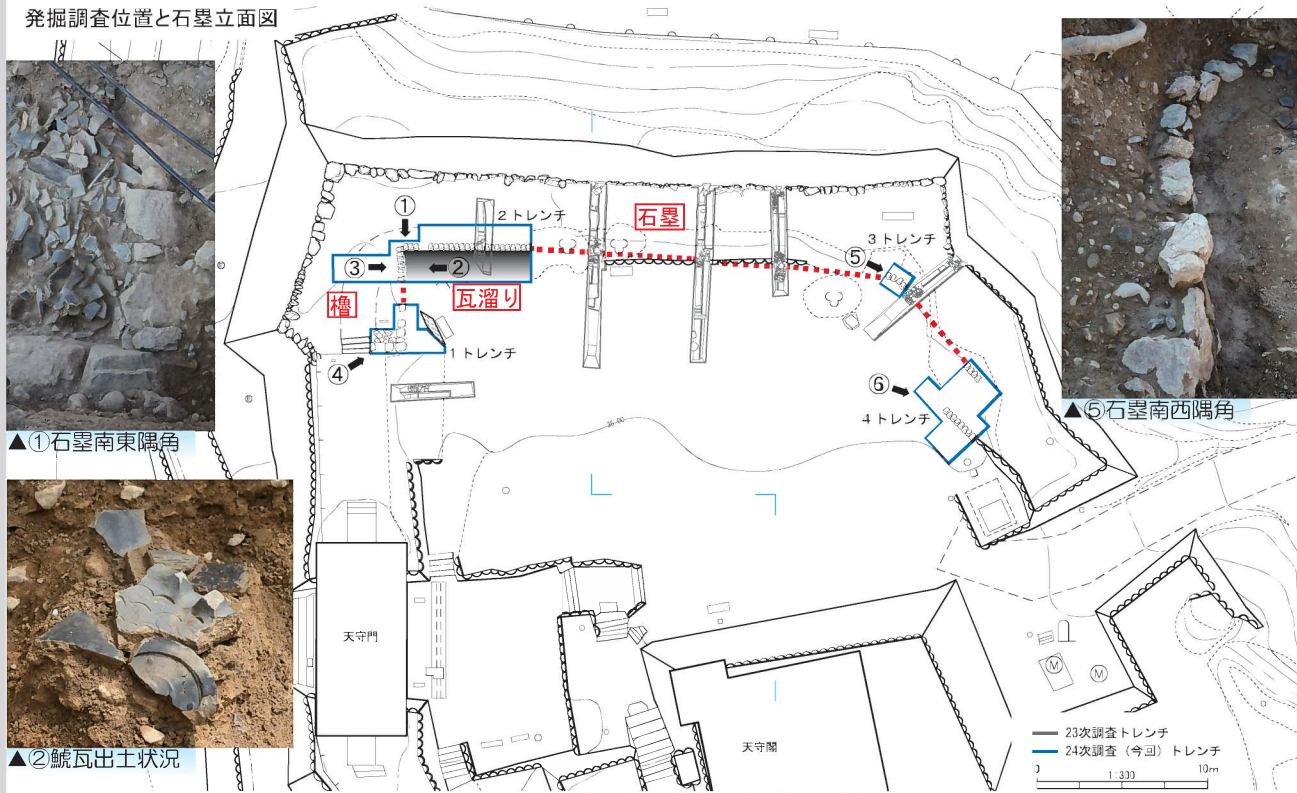 発掘調査位置と石塁立面図
①
2トレンチ
石塁
3トレンチ
⑤
③
②
櫓
瓦溜り
1トレンチ
④
⑥
4トレンチ
▲①石塁南東隅角
▲⑤石塁南西隅角
天守門
▲②鯱瓦出土状況
天守閣
M
M
23次調査トレンチ
24次調査(今回)トレンチ
0
1:300
10m